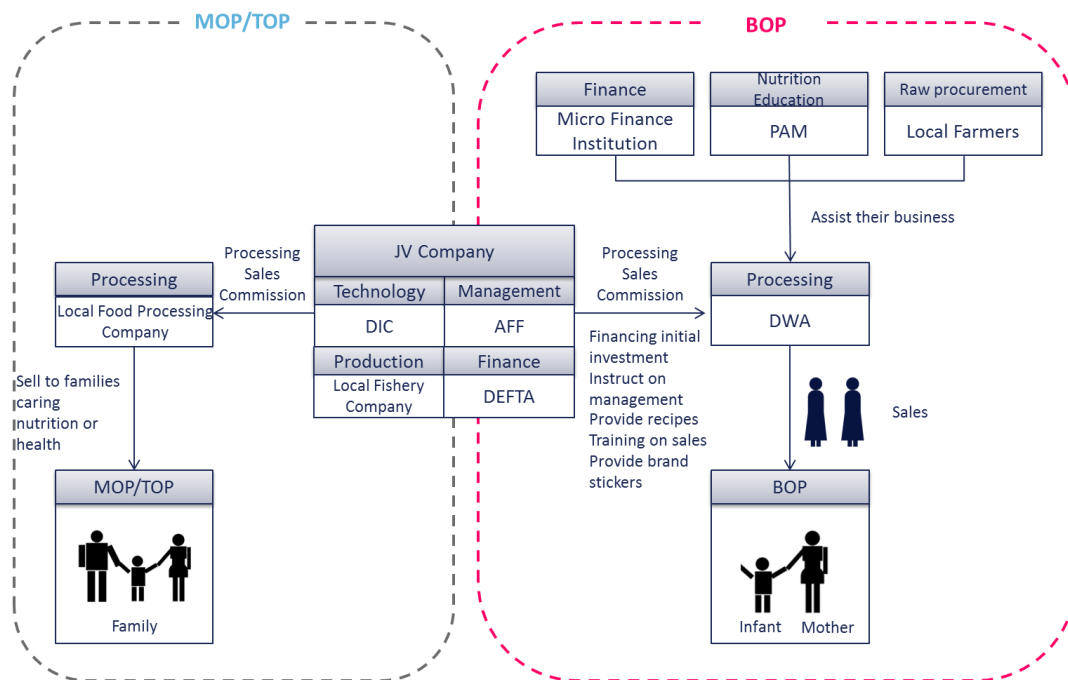 MOP/TOP
BOP
Finance
Micro Finance
Institution
Nutrition
Education
PAM
Raw procurement
Local Farmers
Assist their business
JV Company
Technology
DIC
Management
AFF
Production
Local Fishery
Company
Finance
DEFTA
Processing
Sales
Commission
Processing
Local Food Processing
Company
Sell to families
caring
nutrition or
health
MOP/TOP
Family
Processing
Sales
Commission
Financing initial
investment
Instruct on
management
Provide recipes
Training on sales
Provide brand
stickers
Processing
DWA
Sales
BOP
Infant
Mother